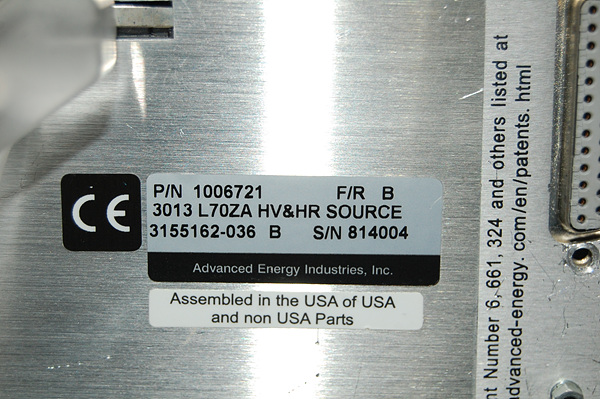 CE
P/N 1006721 F/R B
3013 L70ZA HV&HR SOURCE
3155162-036 B S/N 814004
Advanced Energy Industries, Inc.
Assembled in the USA of USA
and non USA Parts
nt Number 6,661,324 and others listed at
advanced-energy.com/en/patents.html